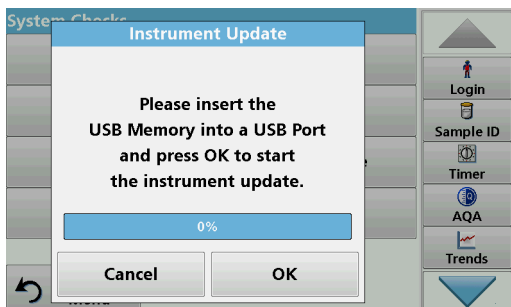 System Checks
Instrument Update
Please insert the
USB Memory into a USB Port
and press OK to start
the instrument update.
0%
Cancel
OK
Menu
Login
Sample ID
Timer
AQA
Trends